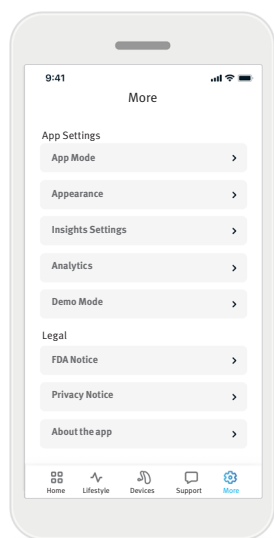 9:41
More
App Settings
App Mode
Appearance
Insights Settings
Analytics
Demo Mode
Legal
FDA Notice
Privacy Notice
About the app
Home Lifestyle Devices Support More